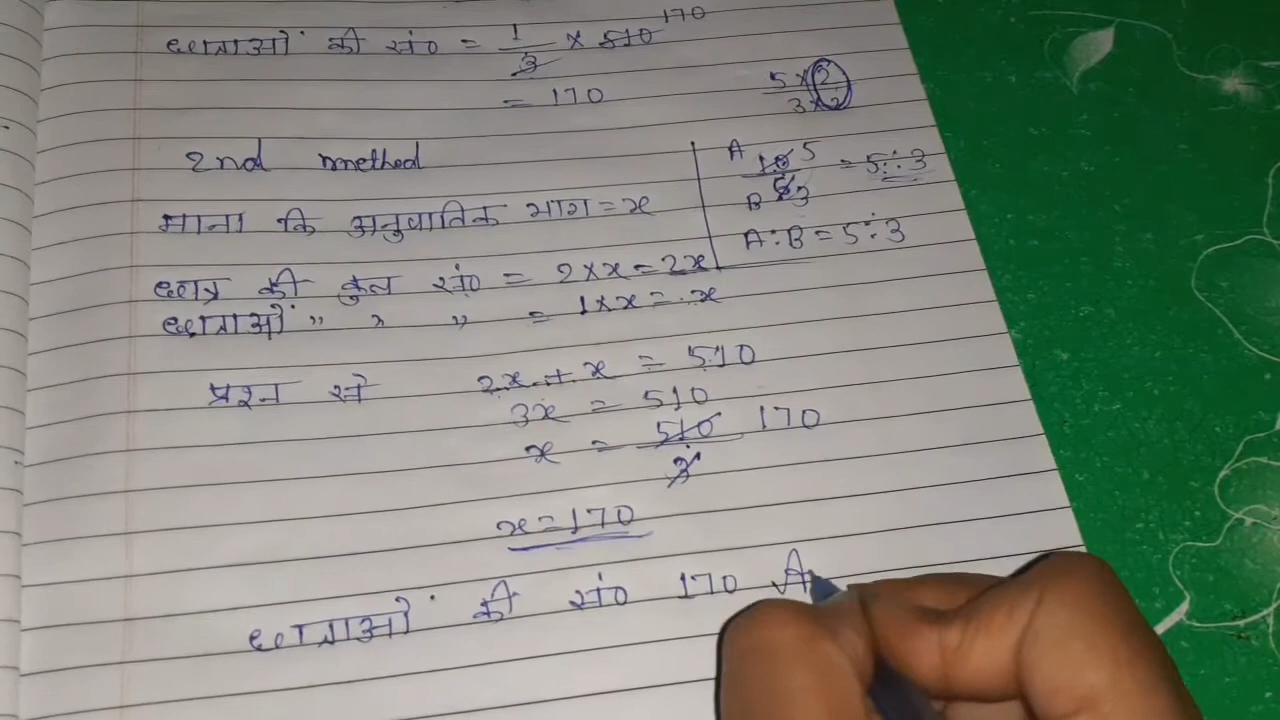 छात्राओं की सं० = 1/3 × 510 170
= 170
5×2
3×2
2nd method
A 10 5 = 5:3
B 6 3
A:B = 5:3
माना कि अनुपातिक भाग = x
छात्र की कुल सं० = 2×x = 2x
छात्राओं " " " = 1×x = x
प्रश्न से 2x + x = 510
3x = 510
x = 510/3 170
x = 170
छात्राओं की सं० 170 A